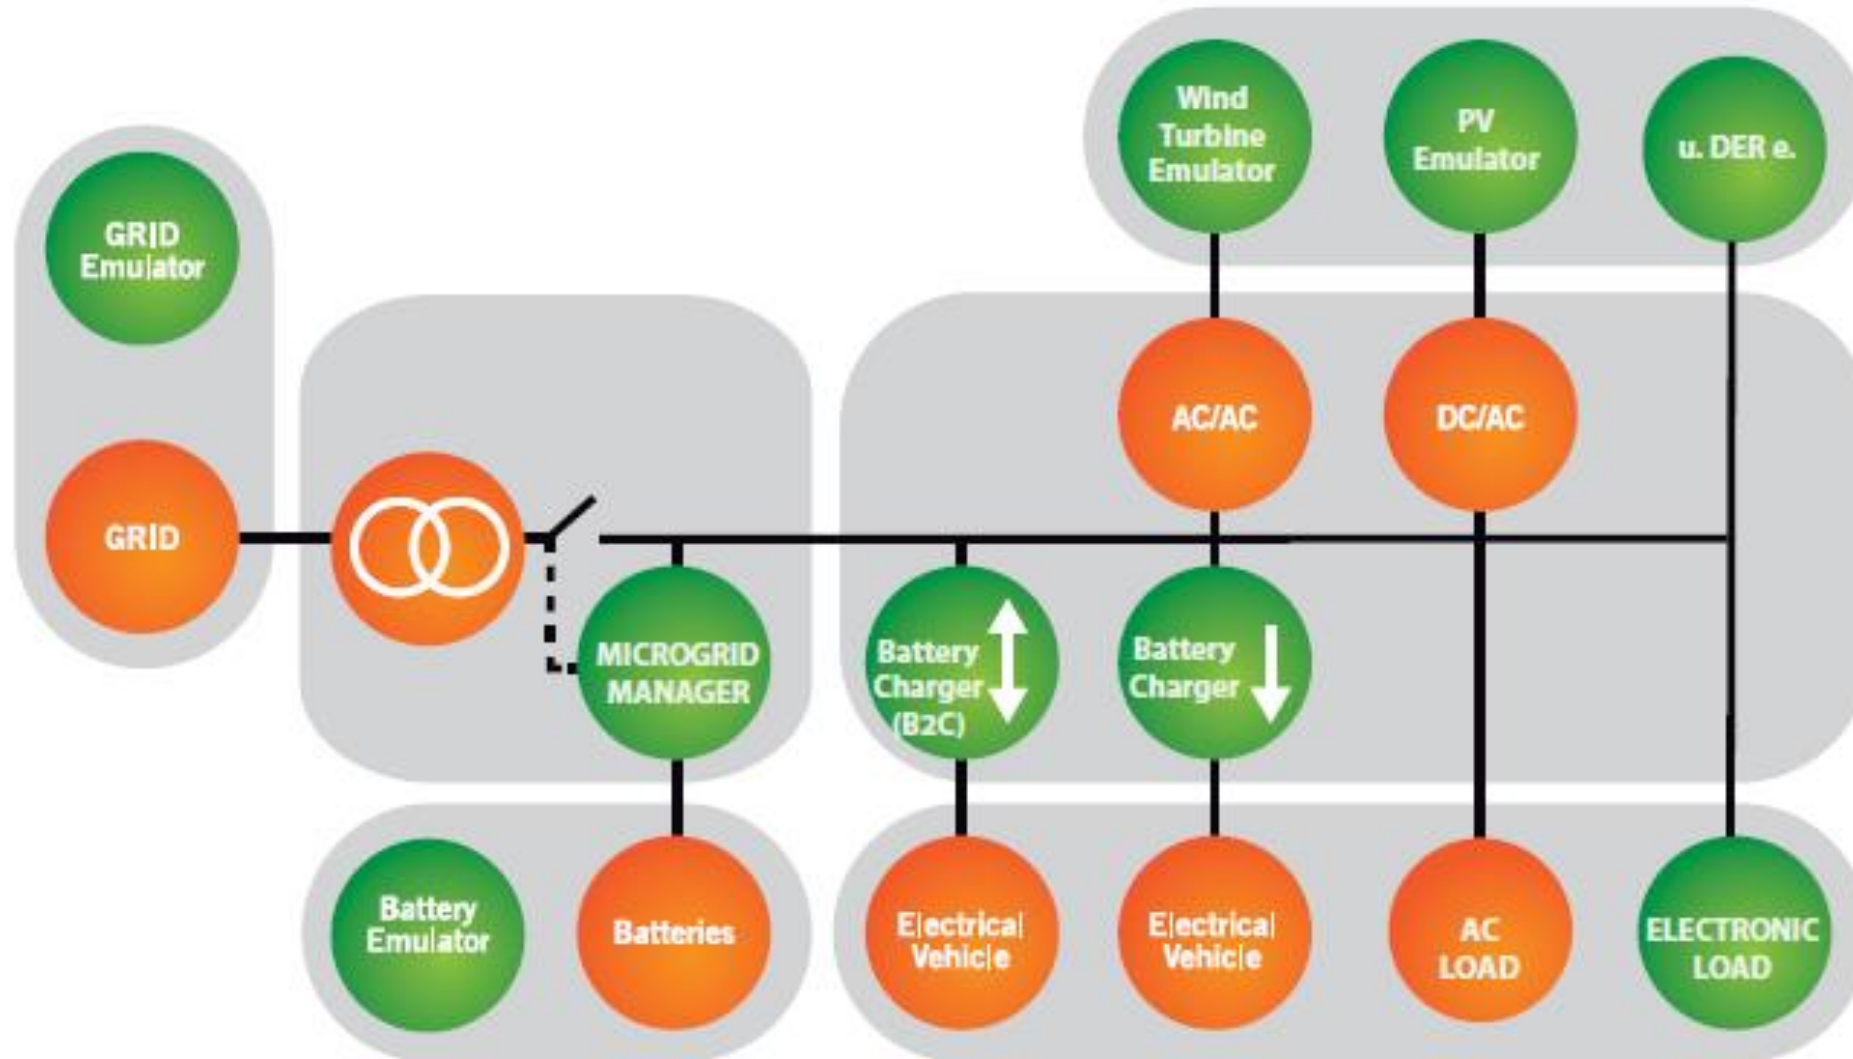 Wind
Turbine
Emulator
PV
Emulator
u. DER e.
GRID
Emulator
GRID
AC/AC
DC/AC
MICROGRID
MANAGER
Battery
Charger
(B2C)
Battery
Charger
Battery
Emulator
Batteries
Electrical
Vehicle
Electrical
Vehicle
AC
LOAD
ELECTRONIC
LOAD